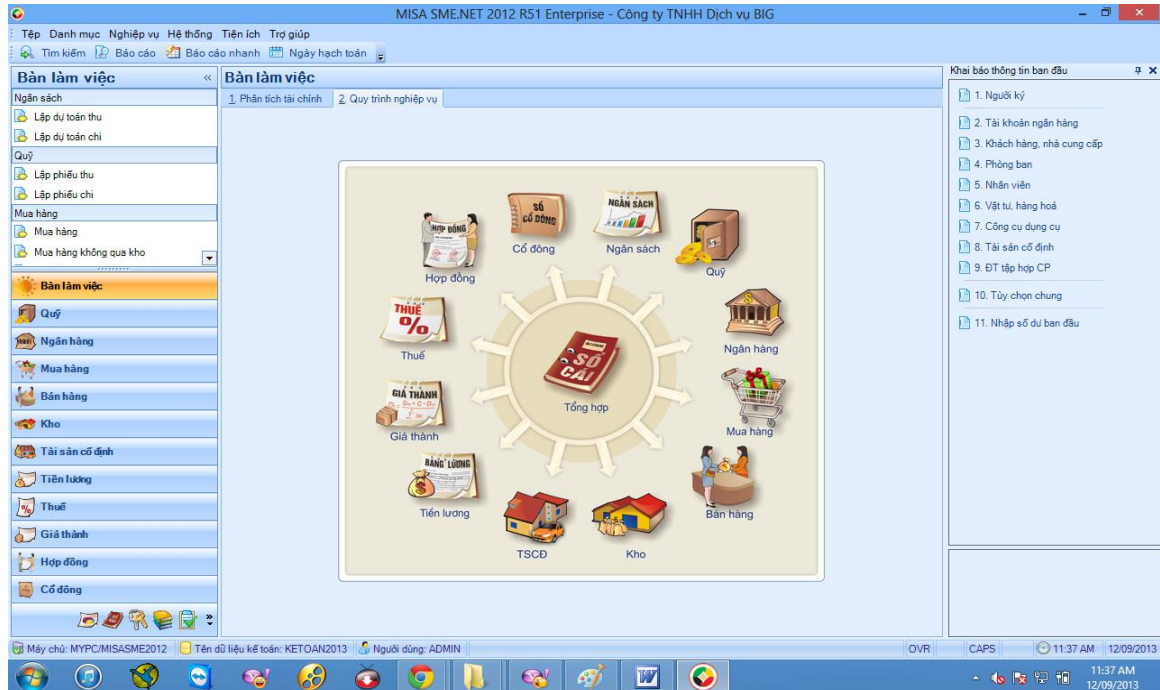 MISA SME.NET 2012 R51 Enterprise - Công ty TNHH Dịch vụ BIG
Tệp Danh mục Nghiệp vụ Hệ thống Tiện ích Trợ giúp
Tìm kiếm Báo cáo Báo cáo nhanh Ngày hạch toán
Bàn làm việc
Ngân sách
Lập dự toán thu
Lập dự toán chi
Quỹ
Lập phiếu thu
Lập phiếu chi
Mua hàng
Mua hàng
Mua hàng không qua kho
Bàn làm việc
Quỹ
Ngân hàng
Mua hàng
Bán hàng
Kho
Tài sản cố định
Tiền lương
Thuế
Giá thành
Hợp đồng
Cổ đông
Bàn làm việc
1. Phân tích tài chính 2. Quy trình nghiệp vụ
HỢP ĐỒNG
Hợp đồng
SỔ CỔ ĐÔNG
Cổ đông
NGÂN SÁCH
Ngân sách
Quỹ
THUẾ %
Thuế
Ngân hàng
SỔ CÁI
Tổng hợp
GIÁ THÀNH
Giá thành
Mua hàng
BẢNG LƯƠNG
Tiền lương
Bán hàng
TSCĐ
Kho
Khai báo thông tin ban đầu
1. Người ký
2. Tài khoản ngân hàng
3. Khách hàng, nhà cung cấp
4. Phòng ban
5. Nhân viên
6. Vật tư, hàng hoá
7. Công cụ dụng cụ
8. Tài sản cố định
9. ĐT tập hợp CP
10. Tùy chọn chung
11. Nhập số dư ban đầu
Máy chủ: MYPC/MISASME2012 Tên dữ liệu kế toán: KETOAN2013 Người dùng: ADMIN OVR CAPS 11:37 AM 12/09/2013
11:37 AM
12/09/2013